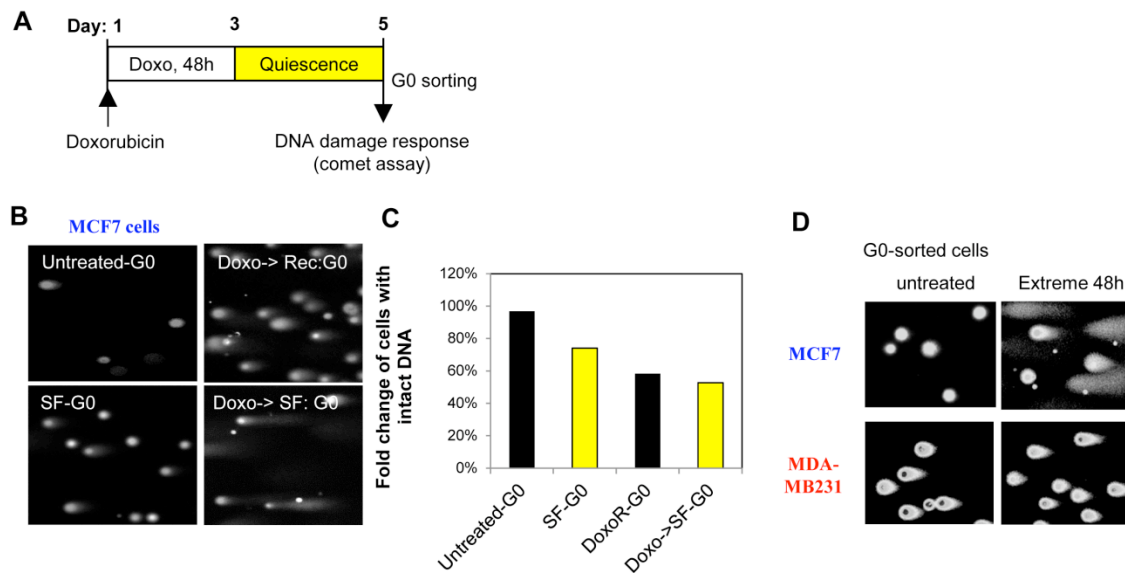 A
Day: 1 3 5
Doxo, 48h Quiescence
G0 sorting
Doxorubicin
DNA damage response
(comet assay)
B
MCF7 cells
Untreated-G0 Doxo-> Rec:G0
SF-G0 Doxo-> SF: G0
C
Fold change of cells with
intact DNA
120%
100%
80%
60%
40%
20%
0%
Untreated-G0
SF-G0
DoxoR-G0
Doxo->SF-G0
D
G0-sorted cells
untreated Extreme 48h
MCF7
MDA-
MB231